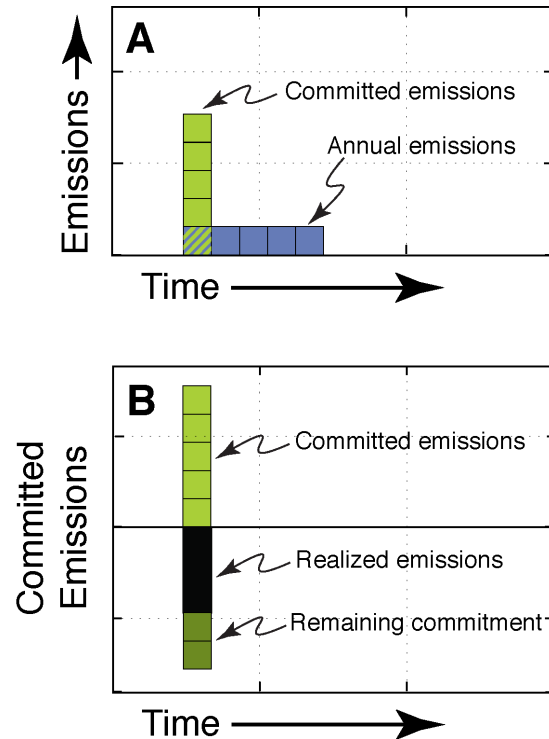 A
Emissions
Committed emissions
Annual emissions
Time
B
Committed
Emissions
Committed emissions
Realized emissions
Remaining commitment
Time